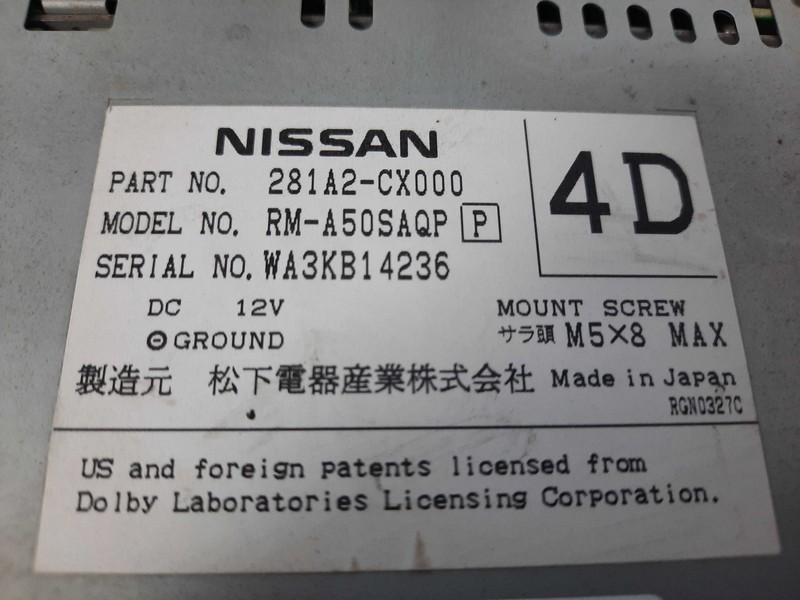 NISSAN
4D
PART NO. 281A2-CX000
MODEL NO. RM-A50SAQP P
SERIAL NO. WA3KB14236
DC 12V
⊖ GROUND
MOUNT SCREW
サラ頭 M5×8 MAX
製造元 松下電器産業株式会社 Made in Japan
RGN0327C
US and foreign patents licensed from
Dolby Laboratories Licensing Corporation.